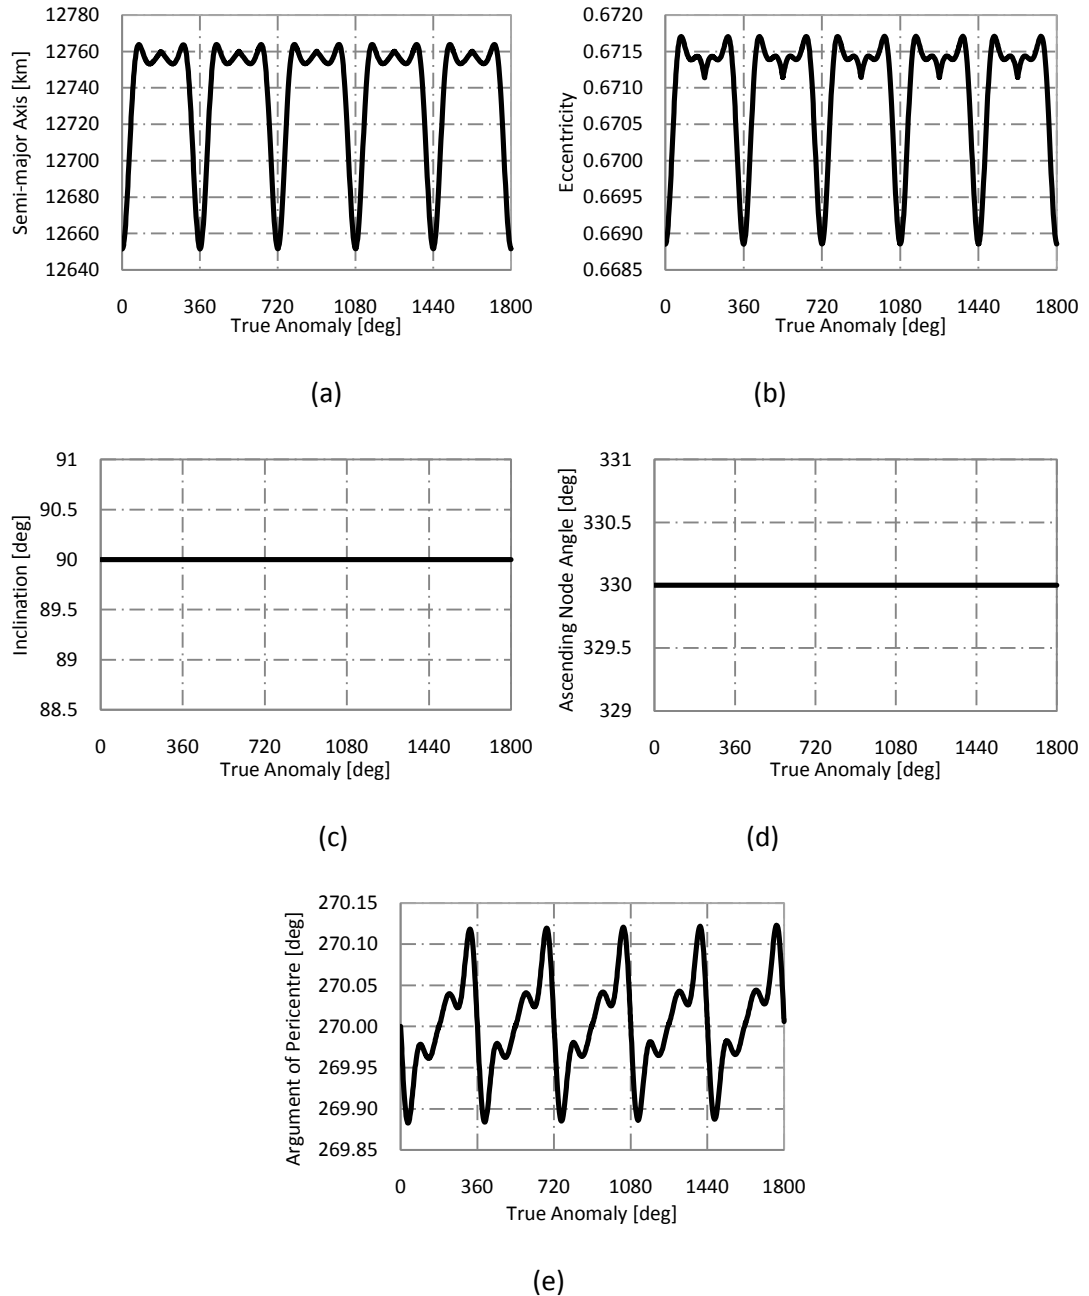 Semi-major Axis [km]
12780
12760
12740
12720
12700
12680
12660
12640
0 360 720 1080 1440 1800
True Anomaly [deg]
(a)
Eccentricity
0.6720
0.6715
0.6710
0.6705
0.6700
0.6695
0.6690
0.6685
0 360 720 1080 1440 1800
True Anomaly [deg]
(b)
Inclination [deg]
91
90.5
90
89.5
89
88.5
0 360 720 1080 1440 1800
True Anomaly [deg]
(c)
Ascending Node Angle [deg]
331
330.5
330
329.5
329
0 360 720 1080 1440 1800
True Anomaly [deg]
(d)
Argument of Pericentre [deg]
270.15
270.10
270.05
270.00
269.95
269.90
269.85
0 360 720 1080 1440 1800
True Anomaly [deg]
(e)